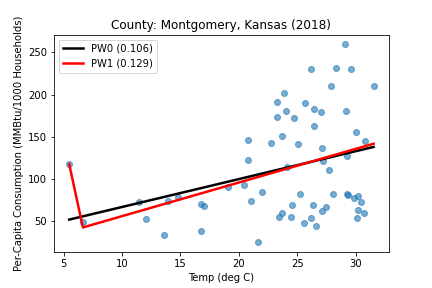 County: Montgomery, Kansas (2018)
PW0 (0.106)
PW1 (0.129)
Per-Capita Consumption (MMBtu/1000 Households)
250
200
150
100
50
5 10 15 20 25 30
Temp (deg C)